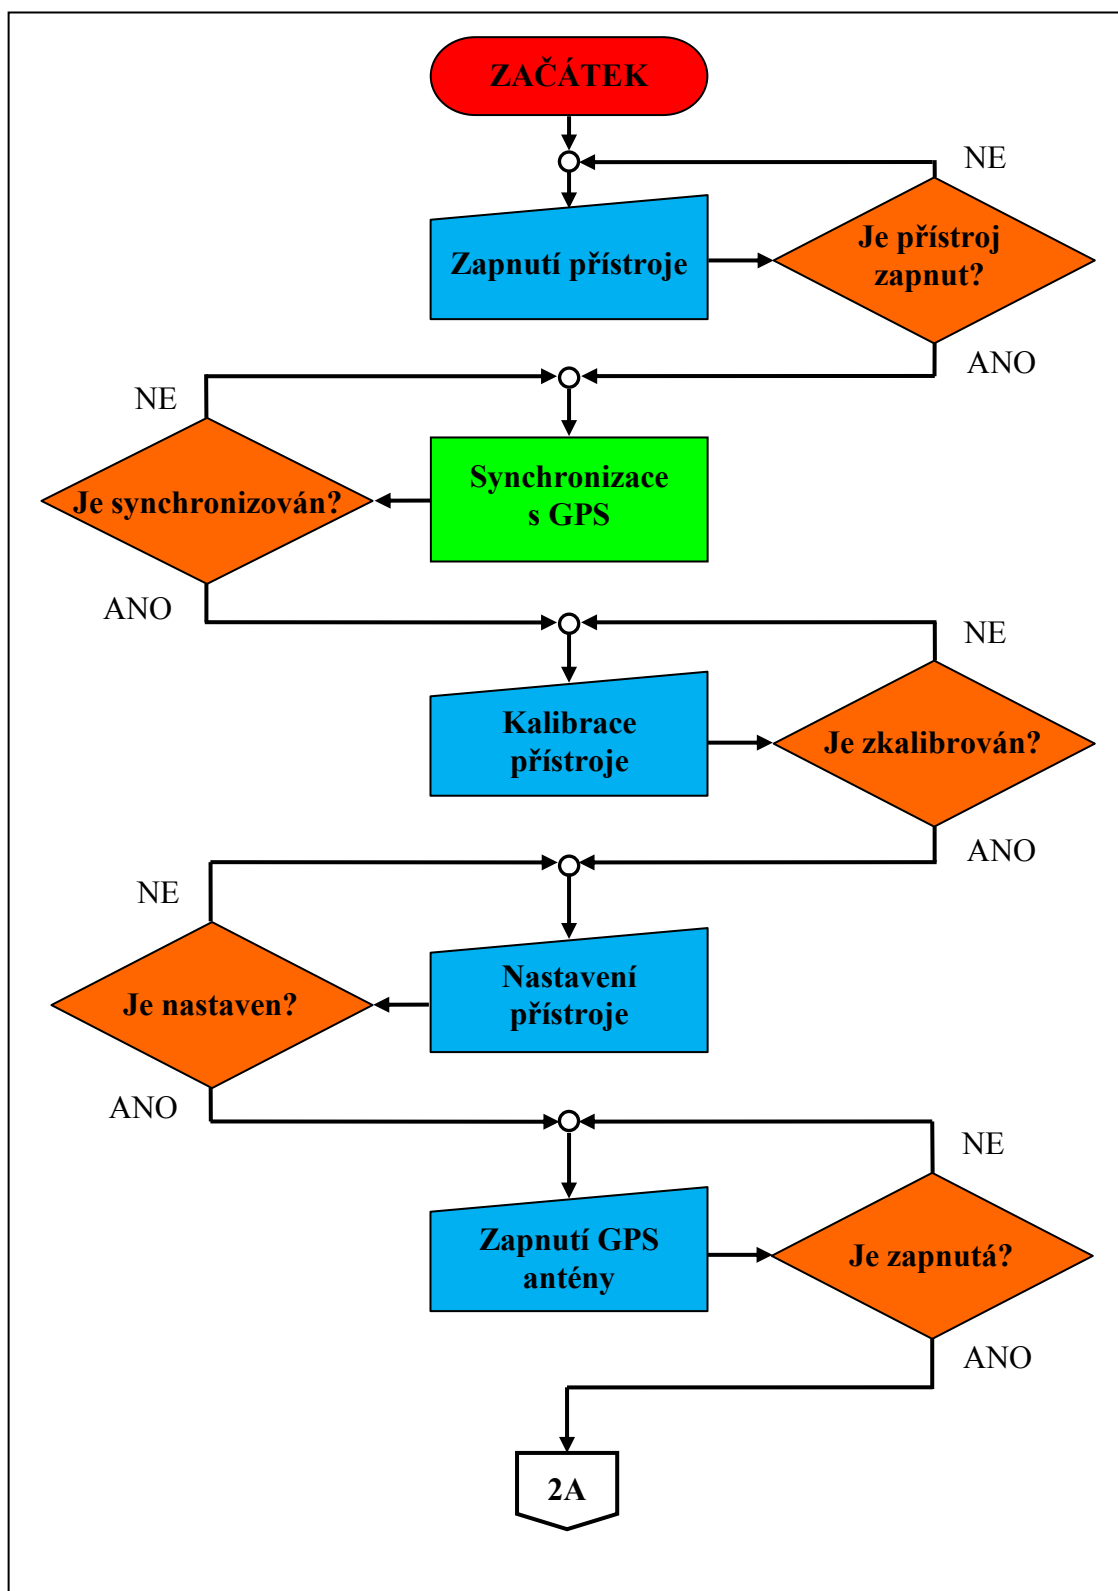 ZAČÁTEK
NE
Zapnutí přístroje
Je přístroj
zapnut?
ANO
NE
Synchronizace
s GPS
Je synchronizován?
ANO
NE
Kalibrace
přístroje
Je zkalibrován?
ANO
NE
Nastavení
přístroje
Je nastaven?
ANO
NE
Zapnutí GPS
antény
Je zapnutá?
ANO
2A